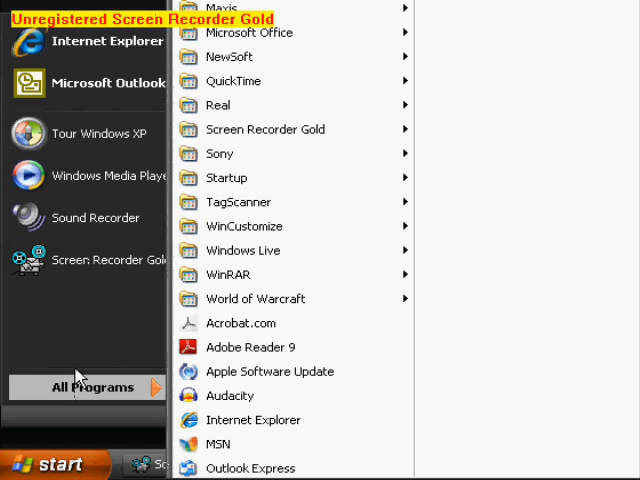 Unregistered Screen Recorder Gold
Internet Explorer
Microsoft Outlook
Tour Windows XP
Windows Media Playe
Sound Recorder
Screen Recorder Gol
All Programs
start
Sc
Maxis
Microsoft Office
NewSoft
QuickTime
Real
Screen Recorder Gold
Sony
Startup
TagScanner
WinCustomize
Windows Live
WinRAR
World of Warcraft
Acrobat.com
Adobe Reader 9
Apple Software Update
Audacity
Internet Explorer
MSN
Outlook Express